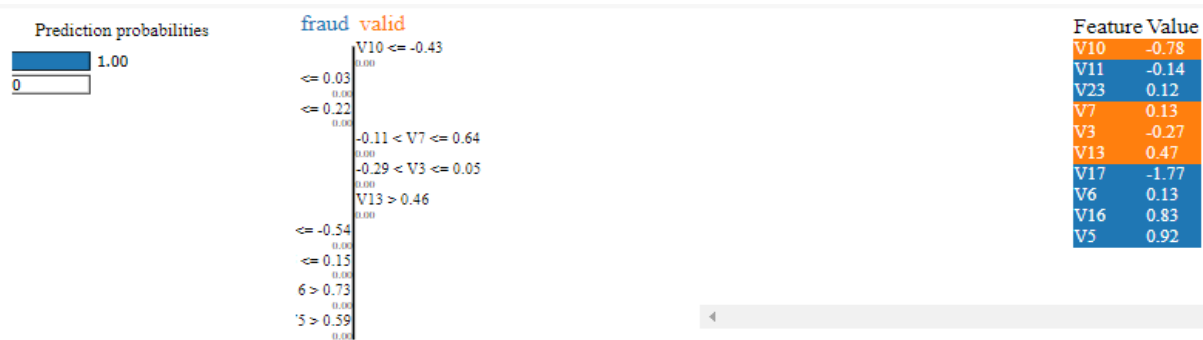 Prediction probabilities
1.00
0
fraud valid
V10 <= -0.43
0.00
<= 0.03
0.00
<= 0.22
0.00
-0.11 < V7 <= 0.64
0.00
-0.29 < V3 <= 0.05
0.00
V13 > 0.46
0.00
<= -0.54
0.00
<= 0.15
0.00
6 > 0.73
0.00
5 > 0.59
0.00
Feature Value
V10 -0.78
V11 -0.14
V23 0.12
V7 0.13
V3 -0.27
V13 0.47
V17 -1.77
V6 0.13
V16 0.83
V5 0.92